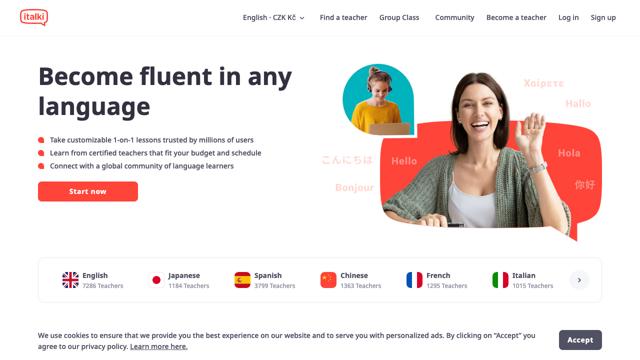 italki
English · CZK Kč
Find a teacher
Group Class
Community
Become a teacher
Log in
Sign up
Become fluent in any
language
Take customizable 1-on-1 lessons trusted by millions of users
Learn from certified teachers that fit your budget and schedule
Connect with a global community of language learners
Start now
Χαίρετε
Hallo
こんにちは
Hello
Hola
Bonjour
你好
English
7286 Teachers
Japanese
1184 Teachers
Spanish
3799 Teachers
Chinese
1363 Teachers
French
1295 Teachers
Italian
1015 Teachers
We use cookies to ensure that we provide you the best experience on our website and to serve you with personalized ads. By clicking on “Accept” you
agree to our privacy policy. Learn more here.
Accept